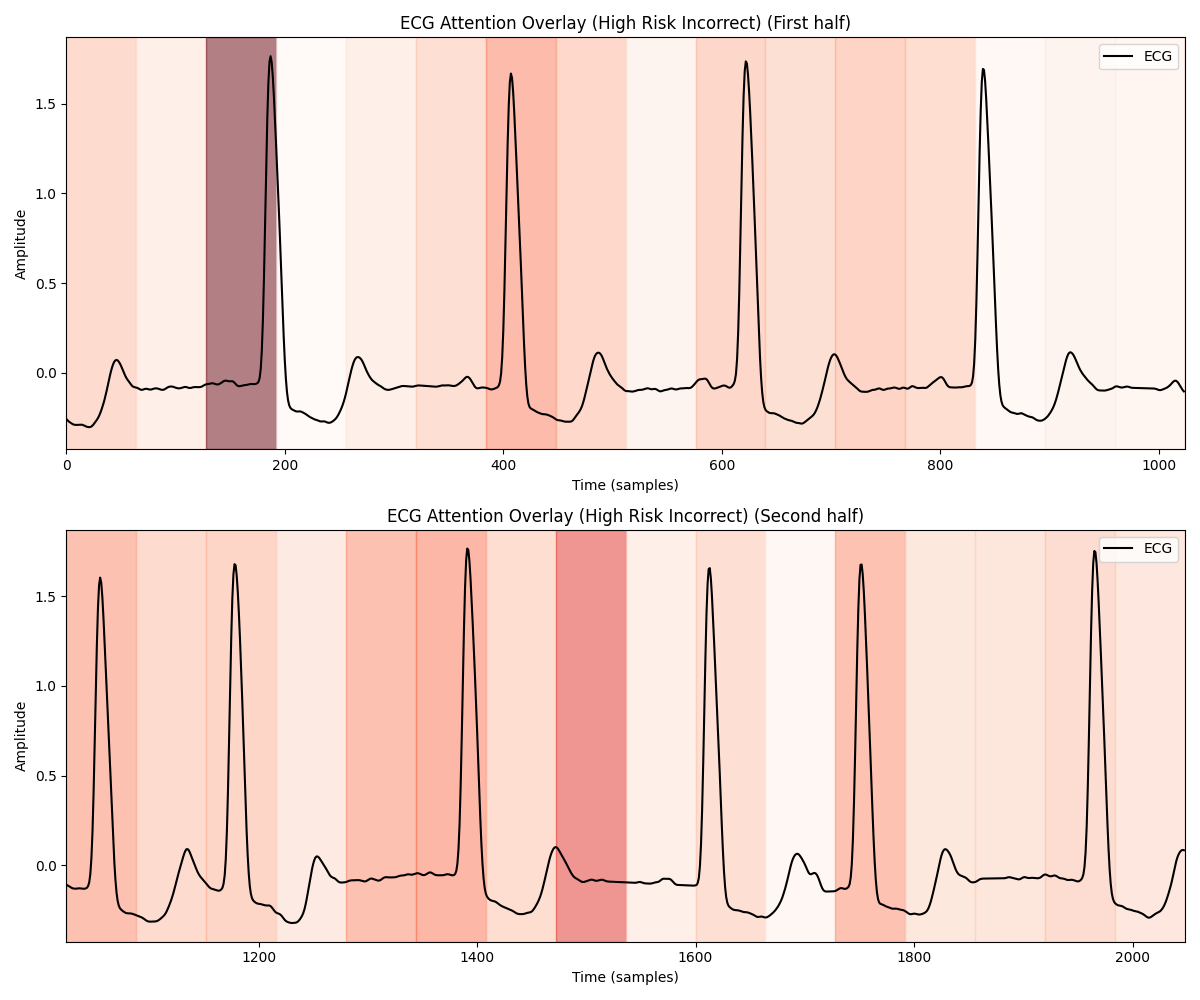 ECG Attention Overlay (High Risk Incorrect) (First half)
ECG
1.5
1.0
0.5
0.0
Amplitude
0 200 400 600 800 1000
Time (samples)
ECG Attention Overlay (High Risk Incorrect) (Second half)
ECG
1.5
1.0
0.5
0.0
Amplitude
1200 1400 1600 1800 2000
Time (samples)